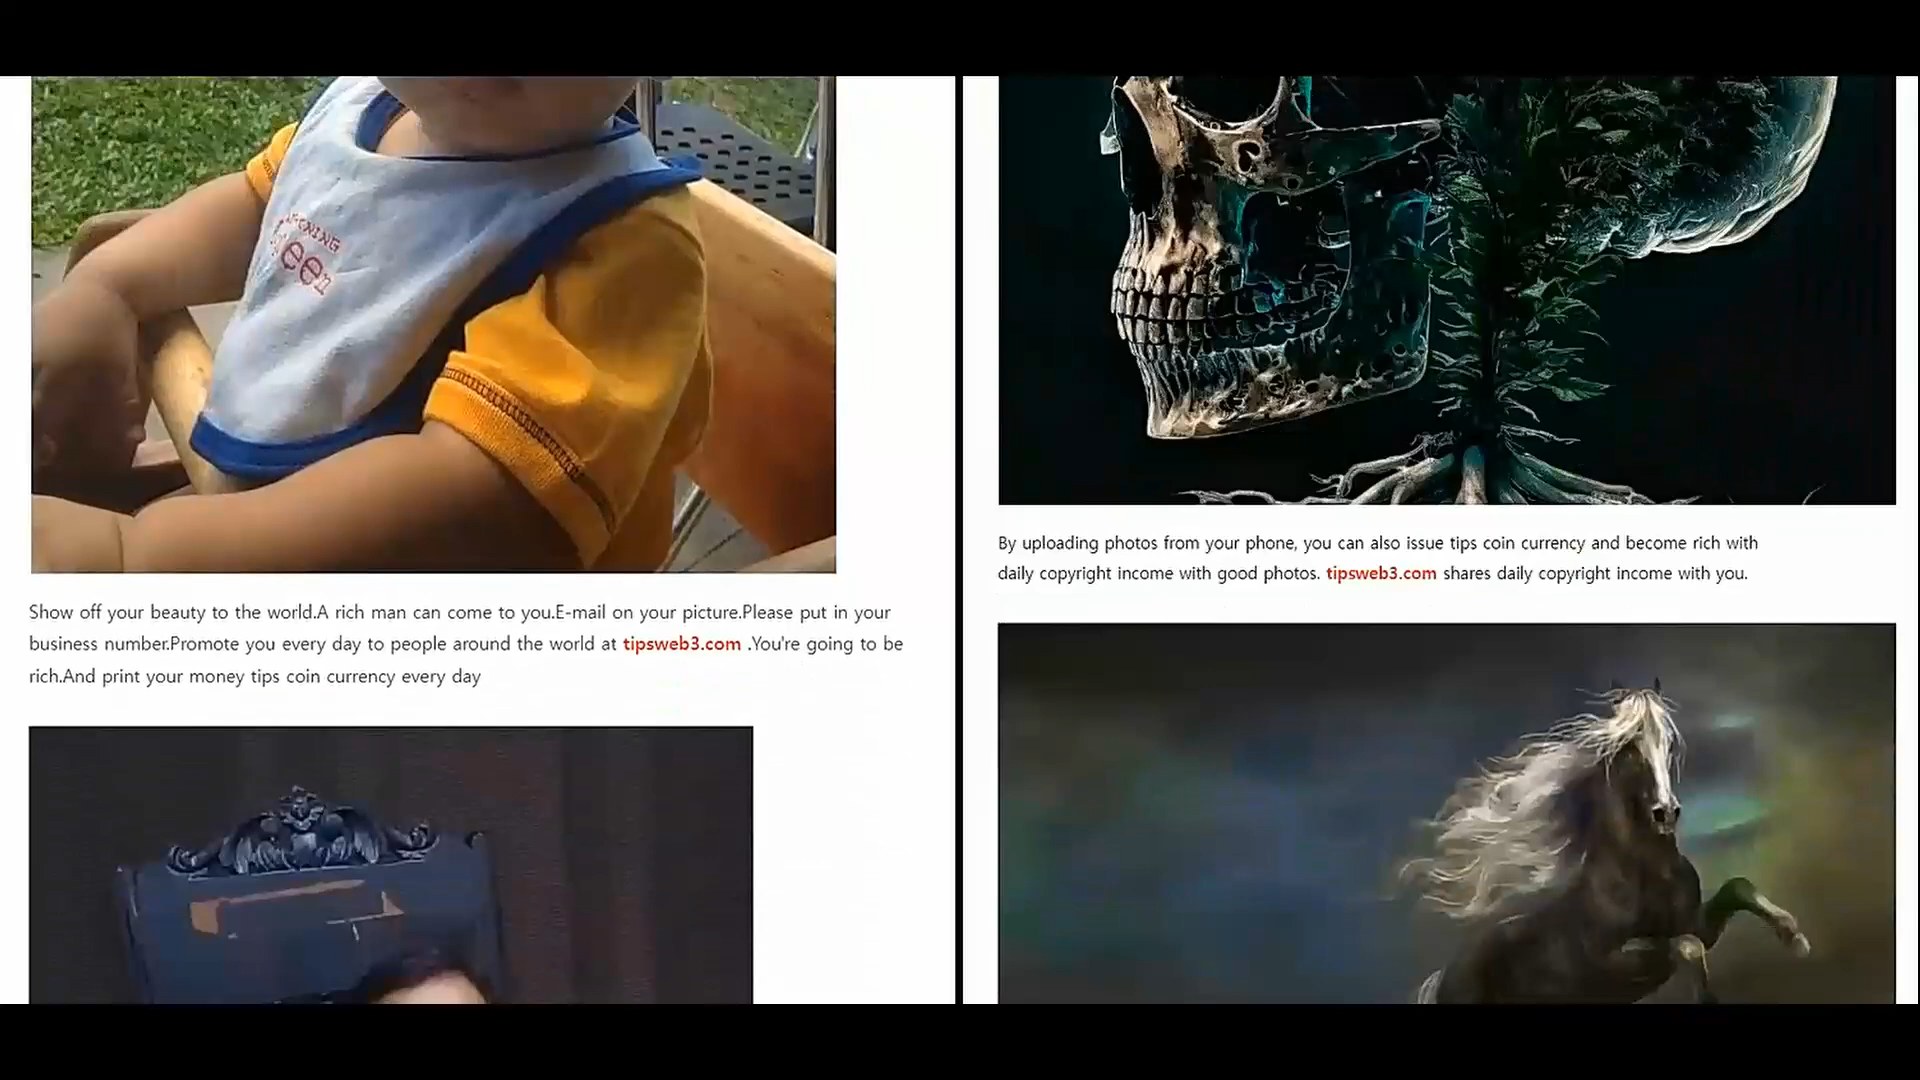 een
Show off your beauty to the world.A rich man can come to you.E-mail on your picture.Please put in your
business number.Promote you every day to people around the world at tipsweb3.com .You're going to be
rich.And print your money tips coin currency every day
By uploading photos from your phone, you can also issue tips coin currency and become rich with
daily copyright income with good photos. tipsweb3.com shares daily copyright income with you.